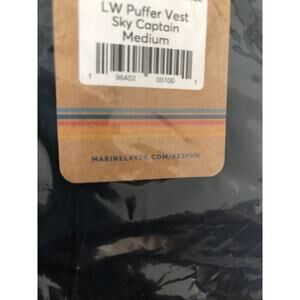 LW Puffer Vest
Sky Captain
Medium
1 96402 00100 1
MARINELAYER.COM/RESPUN